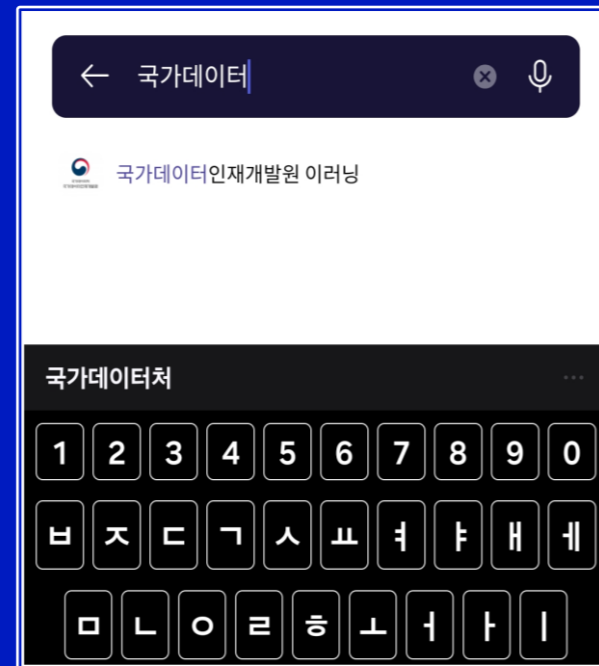 국가데이터
국가데이터인재개발원 이러닝
국가데이터처
1 2 3 4 5 6 7 8 9 0
ㅂ ㅈ ㄷ ㄱ ㅅ ㅛ ㅕ ㅑ ㅐ ㅔ
ㅁ ㄴ ㅇ ㄹ ㅎ ㅗ ㅓ ㅏ ㅣ